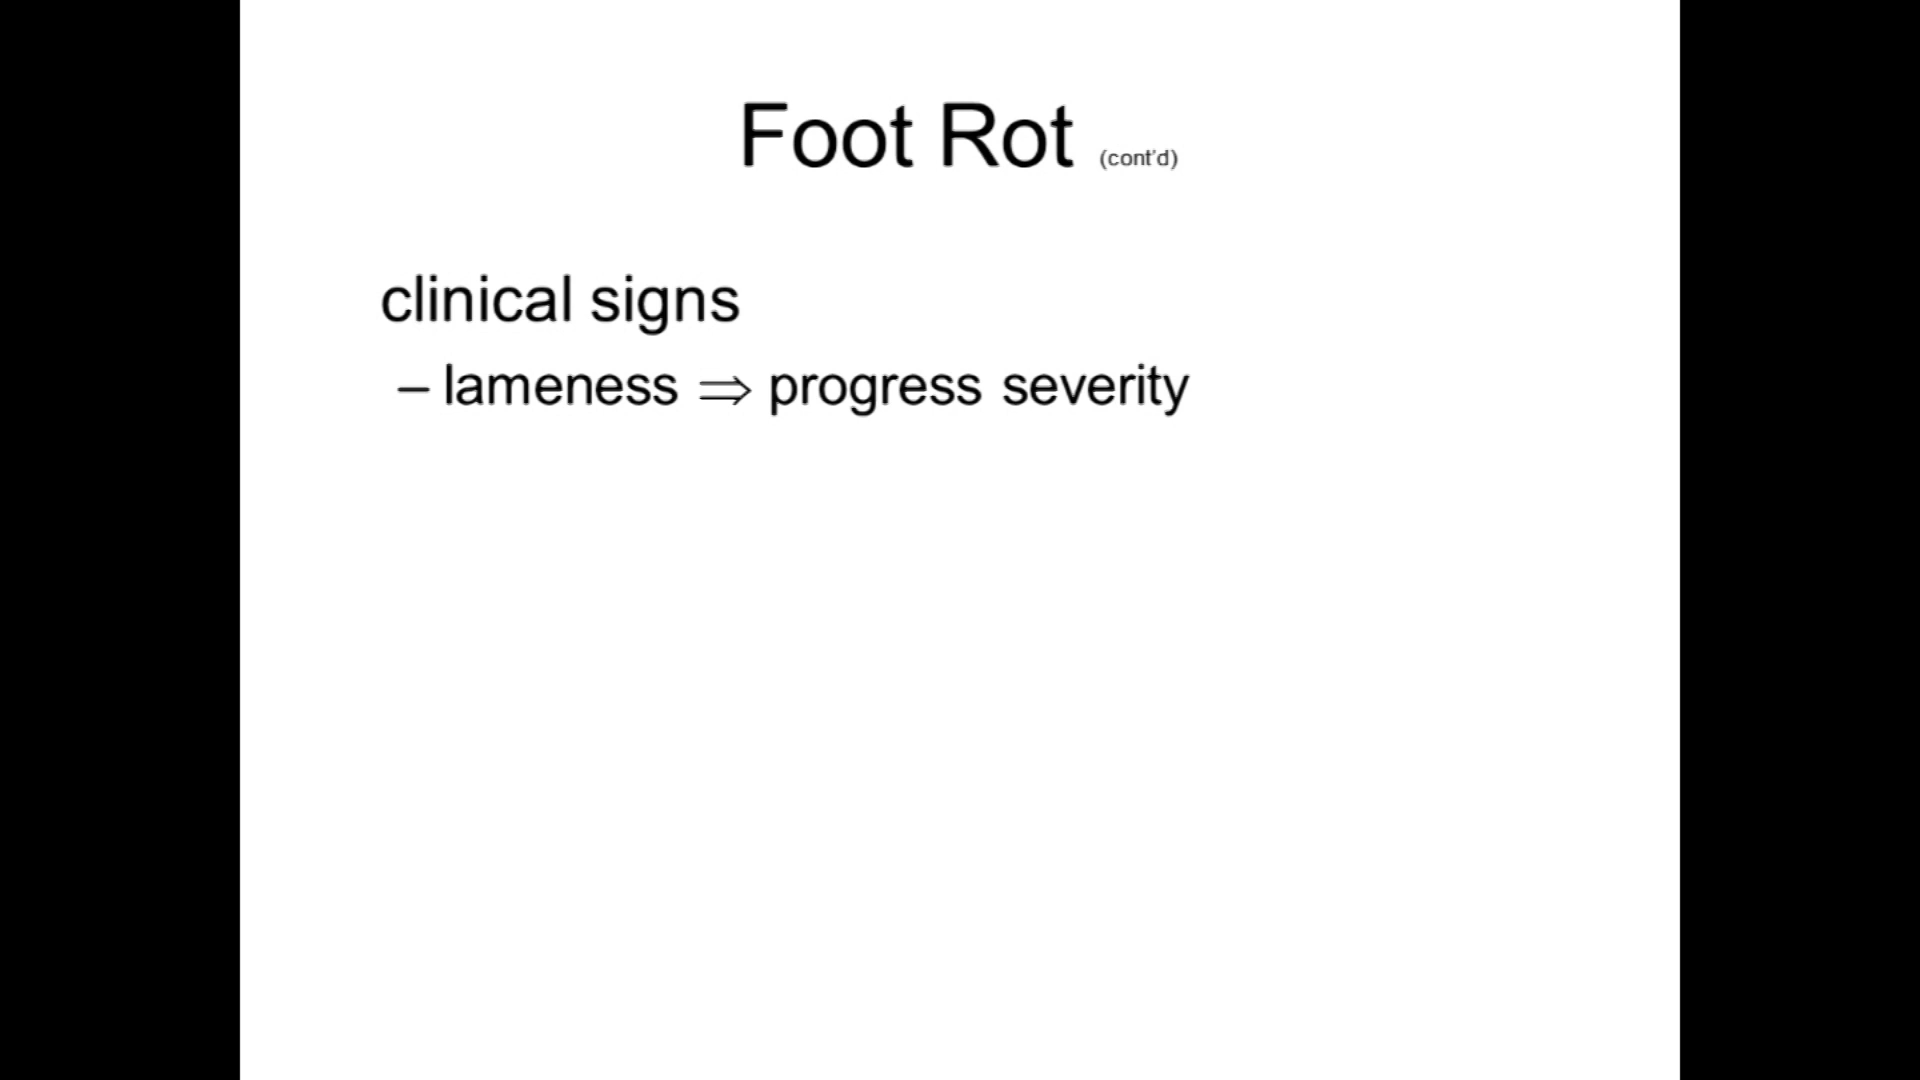 Foot Rot (cont'd)
clinical signs
– lameness ⇒ progress severity